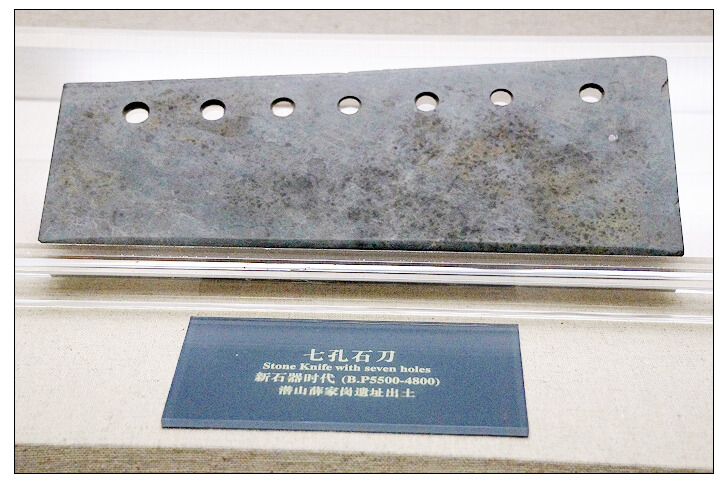 七孔石刀
Stone Knife with seven holes
新石器时代 (B.P5500-4800)
潜山薛家岗遗址出土